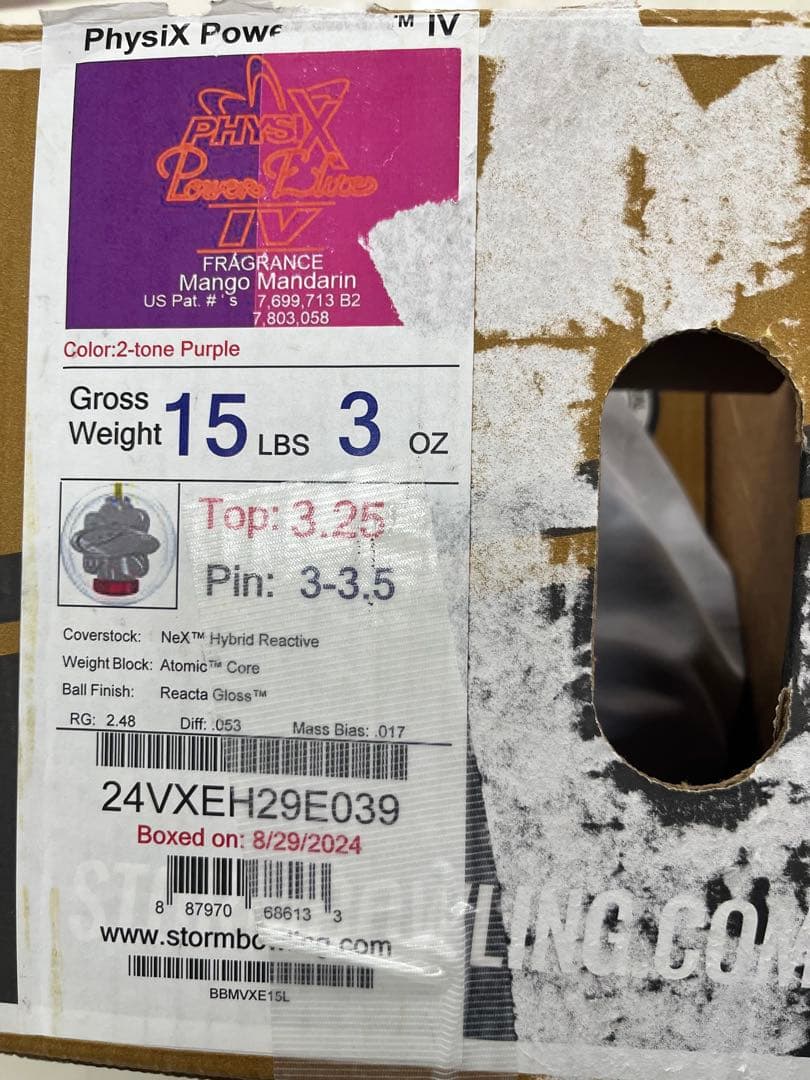 PhysiX ™ IV
PHYSIX
Power Elite
IV
FRAGRANCE
Mango Mandarin
US Pat. #'s 7,699,713 B2
7,803,058
Color:2-tone Purple
Gross Weight 15 LBS 3 OZ
Top: 3.25
Pin: 3-3.5
Coverstock: NeX™ Hybrid Reactive
Weight Block: Atomic™ Core
Ball Finish: Reacta Gloss™
RG: 2.48 Diff: .053 Mass Bias: .017
24VXEH29E039
Boxed on: 8/29/2024
8 87970 68613 3
www.stormbowling.com
BBMVXE15L
LING.COM